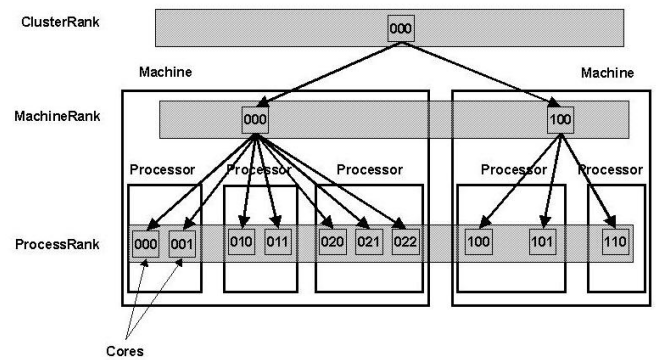 ClusterRank 000
Machine Machine
MachineRank 000 100
Processor Processor Processor Processor Processor
ProcessRank 000 001 010 011 020 021 022 100 101 110
Cores